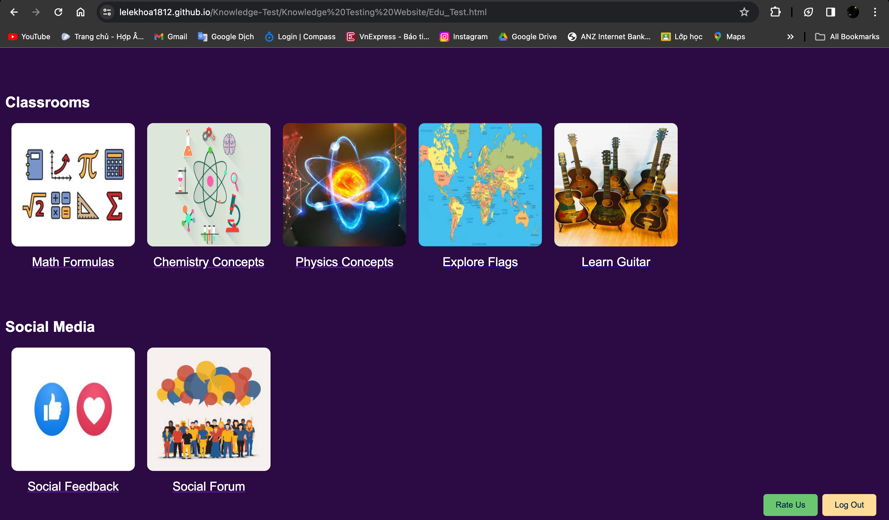 lelekhoa1812.github.io/Knowledge-Test/Knowledge%20Testing%20Website/Edu_Test.html
YouTube Trang chủ - Hợp Â... Gmail Google Dịch Login | Compass VnExpress - Báo ti... Instagram Google Drive ANZ Internet Bank... Lớp học Maps » All Bookmarks
Classrooms
Math Formulas Chemistry Concepts Physics Concepts Explore Flags Learn Guitar
Social Media
Social Feedback Social Forum
Rate Us Log Out